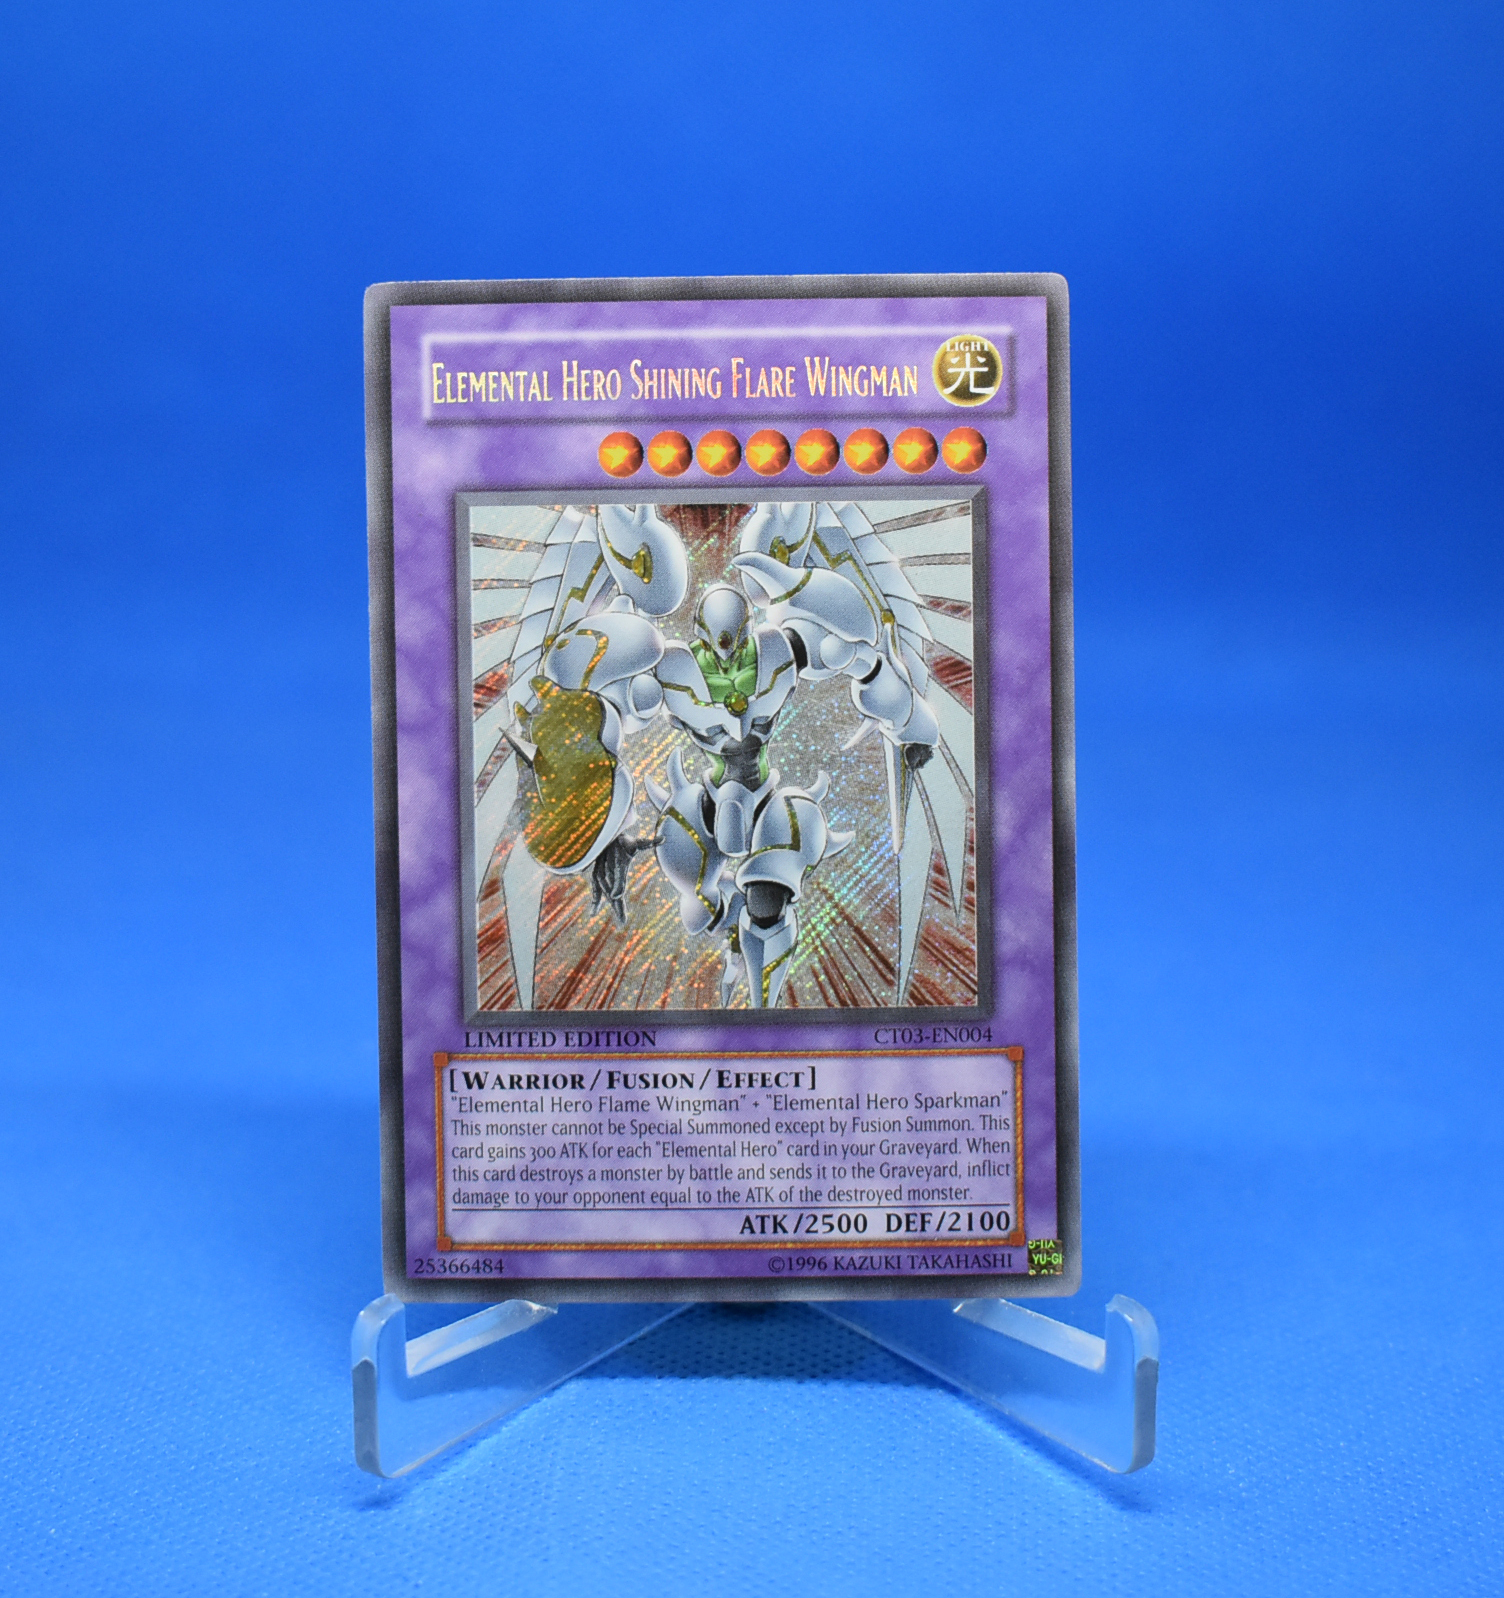 Elemental Hero Shining Flare Wingman
LIGHT
光
LIMITED EDITION
CT03-EN004
[Warrior/Fusion/Effect]
"Elemental Hero Flame Wingman" + "Elemental Hero Sparkman"
This monster cannot be Special Summoned except by Fusion Summon. This
card gains 300 ATK for each "Elemental Hero" card in your Graveyard. When
this card destroys a monster by battle and sends it to the Graveyard, inflict
damage to your opponent equal to the ATK of the destroyed monster.
ATK/2500 DEF/2100
25366484
©1996 KAZUKI TAKAHASHI
YU-GI